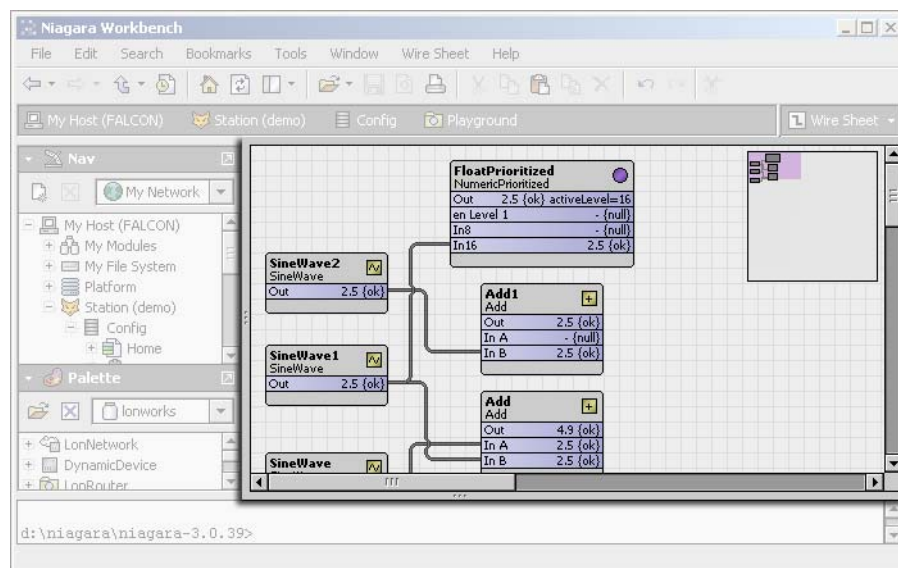 Niagara Workbench
File Edit Search Bookmarks Tools Window Wire Sheet Help
My Host (FALCON) Station (demo) Config Playground Wire Sheet
Nav
My Network
My Host (FALCON)
My Modules
My File System
Platform
Station (demo)
Config
Home
Palette
lonworks
LonNetwork
DynamicDevice
LonRouter
FloatPrioritized
NumericPrioritized
Out 2.5 {ok} activeLevel=16
en Level 1 - {null}
In8 - {null}
In16 2.5 {ok}
SineWave2
SineWave
Out 2.5 {ok}
Add1
Add
Out 2.5 {ok}
In A - {null}
In B 2.5 {ok}
SineWave1
SineWave
Out 2.5 {ok}
Add
Add
Out 4.9 {ok}
In A 2.5 {ok}
In B 2.5 {ok}
SineWave
d:\niagara\niagara-3.0.39>